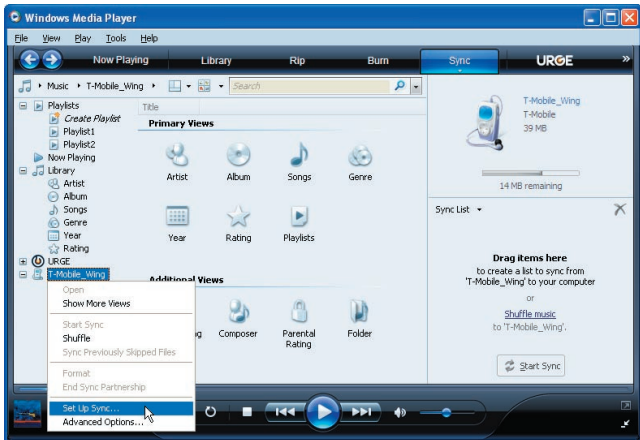 Windows Media Player
File View Play Tools Help
Now Playing Library Rip Burn Sync URGE »
Music T-Mobile_Wing Search
Playlists
Create Playlist
Playlist1
Playlist2
Now Playing
Library
Artist
Album
Songs
Genre
Year
Rating
URGE
T-Mobile_Wing
Title
Primary Views
Artist Album Songs Genre
Year Rating Playlists
Additional Views
Composer Parental Folder
Rating
Open
Show More Views
Start Sync
Shuffle
Sync Previously Skipped Files
Format
End Sync Partnership
Set Up Sync...
Advanced Options...
T-Mobile_Wing
T-Mobile
39 MB
14 MB remaining
Sync List
Drag items here
to create a list to sync from
'T-Mobile_Wing' to your computer
or
Shuffle music
to 'T-Mobile_Wing'.
Start Sync